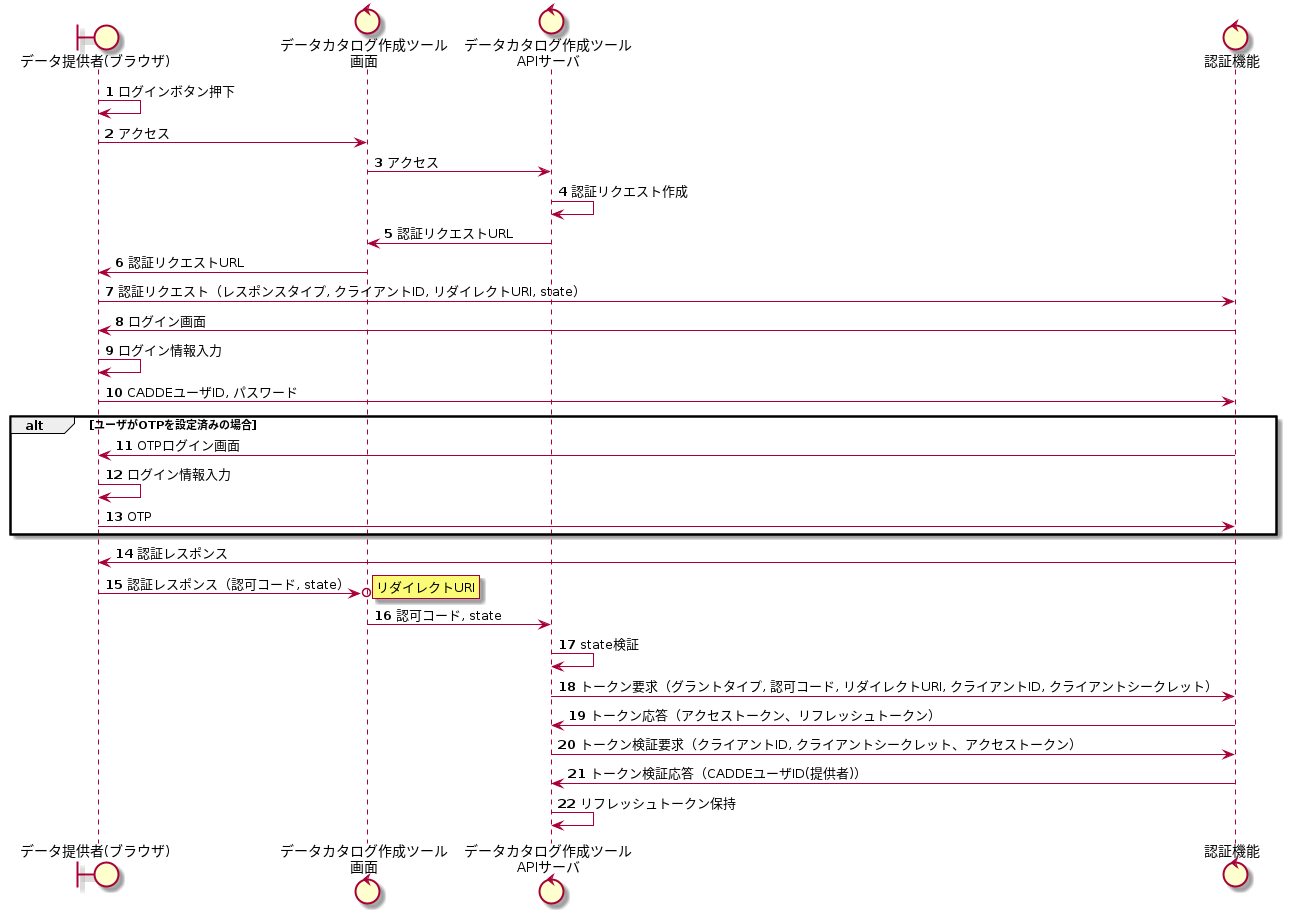 データ提供者(ブラウザ)
データカタログ作成ツール
画面
データカタログ作成ツール
APIサーバ
認証機能
1 ログインボタン押下
2 アクセス
3 アクセス
4 認証リクエスト作成
5 認証リクエストURL
6 認証リクエストURL
7 認証リクエスト（レスポンスタイプ, クライアントID, リダイレクトURI, state）
8 ログイン画面
9 ログイン情報入力
10 CADDEユーザID, パスワード
alt [ユーザがOTPを設定済みの場合]
11 OTPログイン画面
12 ログイン情報入力
13 OTP
14 認証レスポンス
15 認証レスポンス（認可コード, state）
リダイレクトURI
16 認可コード, state
17 state検証
18 トークン要求（グラントタイプ, 認可コード, リダイレクトURI, クライアントID, クライアントシークレット）
19 トークン応答（アクセストークン、リフレッシュトークン）
20 トークン検証要求（クライアントID, クライアントシークレット、アクセストークン）
21 トークン検証応答（CADDEユーザID(提供者)）
22 リフレッシュトークン保持
データ提供者(ブラウザ)
データカタログ作成ツール
画面
データカタログ作成ツール
APIサーバ
認証機能